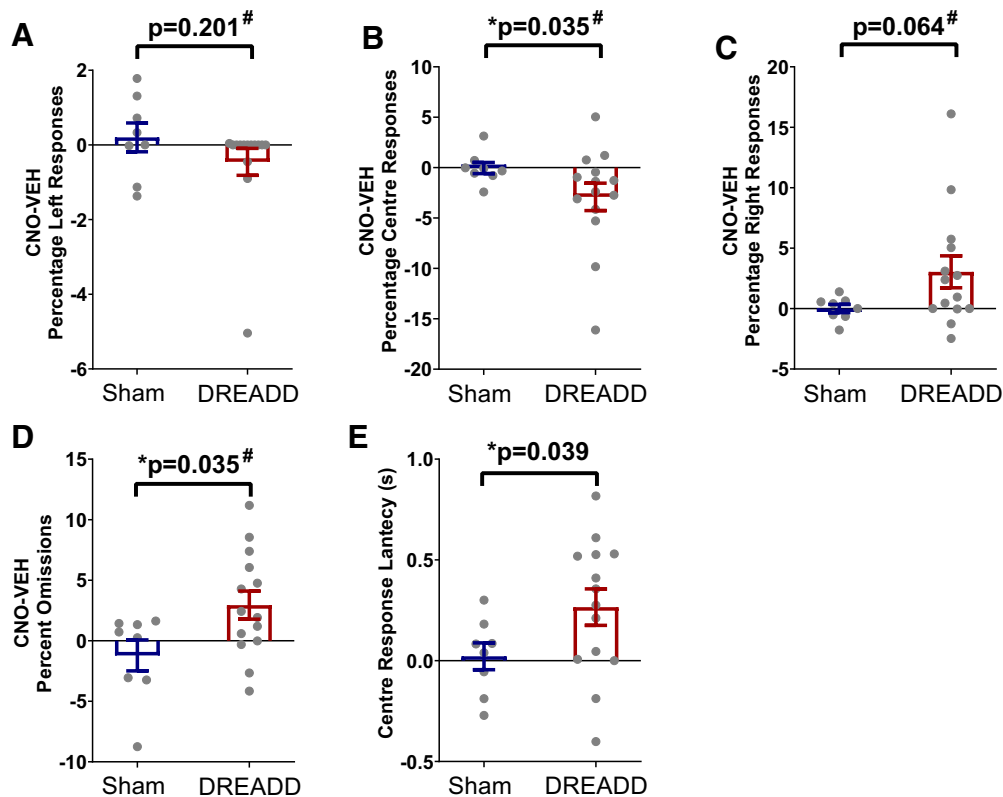 A
p=0.201#
CNO-VEH
Percentage Left Responses
2
0
-2
-4
-6
Sham
DREADD
B
*p=0.035#
CNO-VEH
Percentage Centre Responses
10
5
0
-5
-10
-15
-20
Sham
DREADD
C
p=0.064#
CNO-VEH
Percentage Right Responses
20
15
10
5
0
-5
Sham
DREADD
D
*p=0.035#
CNO-VEH
Percent Omissions
15
10
5
0
-5
-10
Sham
DREADD
E
*p=0.039
Centre Response Lantecy (s)
1.0
0.5
0.0
-0.5
Sham
DREADD